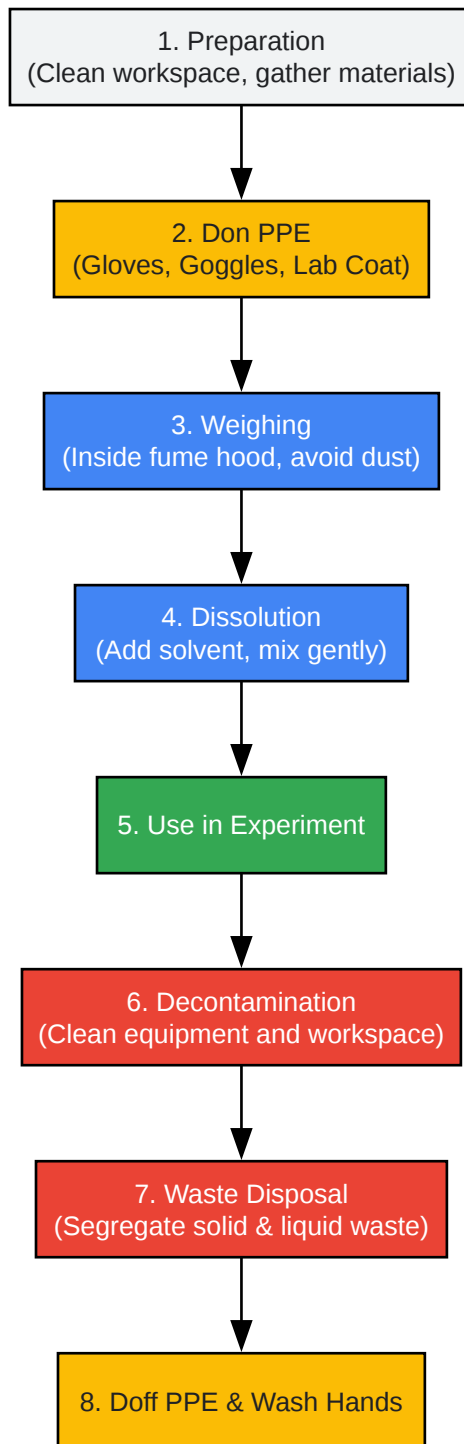 1. Preparation
(Clean workspace, gather materials)
2. Don PPE
(Gloves, Goggles, Lab Coat)
3. Weighing
(Inside fume hood, avoid dust)
4. Dissolution
(Add solvent, mix gently)
5. Use in Experiment
6. Decontamination
(Clean equipment and workspace)
7. Waste Disposal
(Segregate solid & liquid waste)
8. Doff PPE & Wash Hands